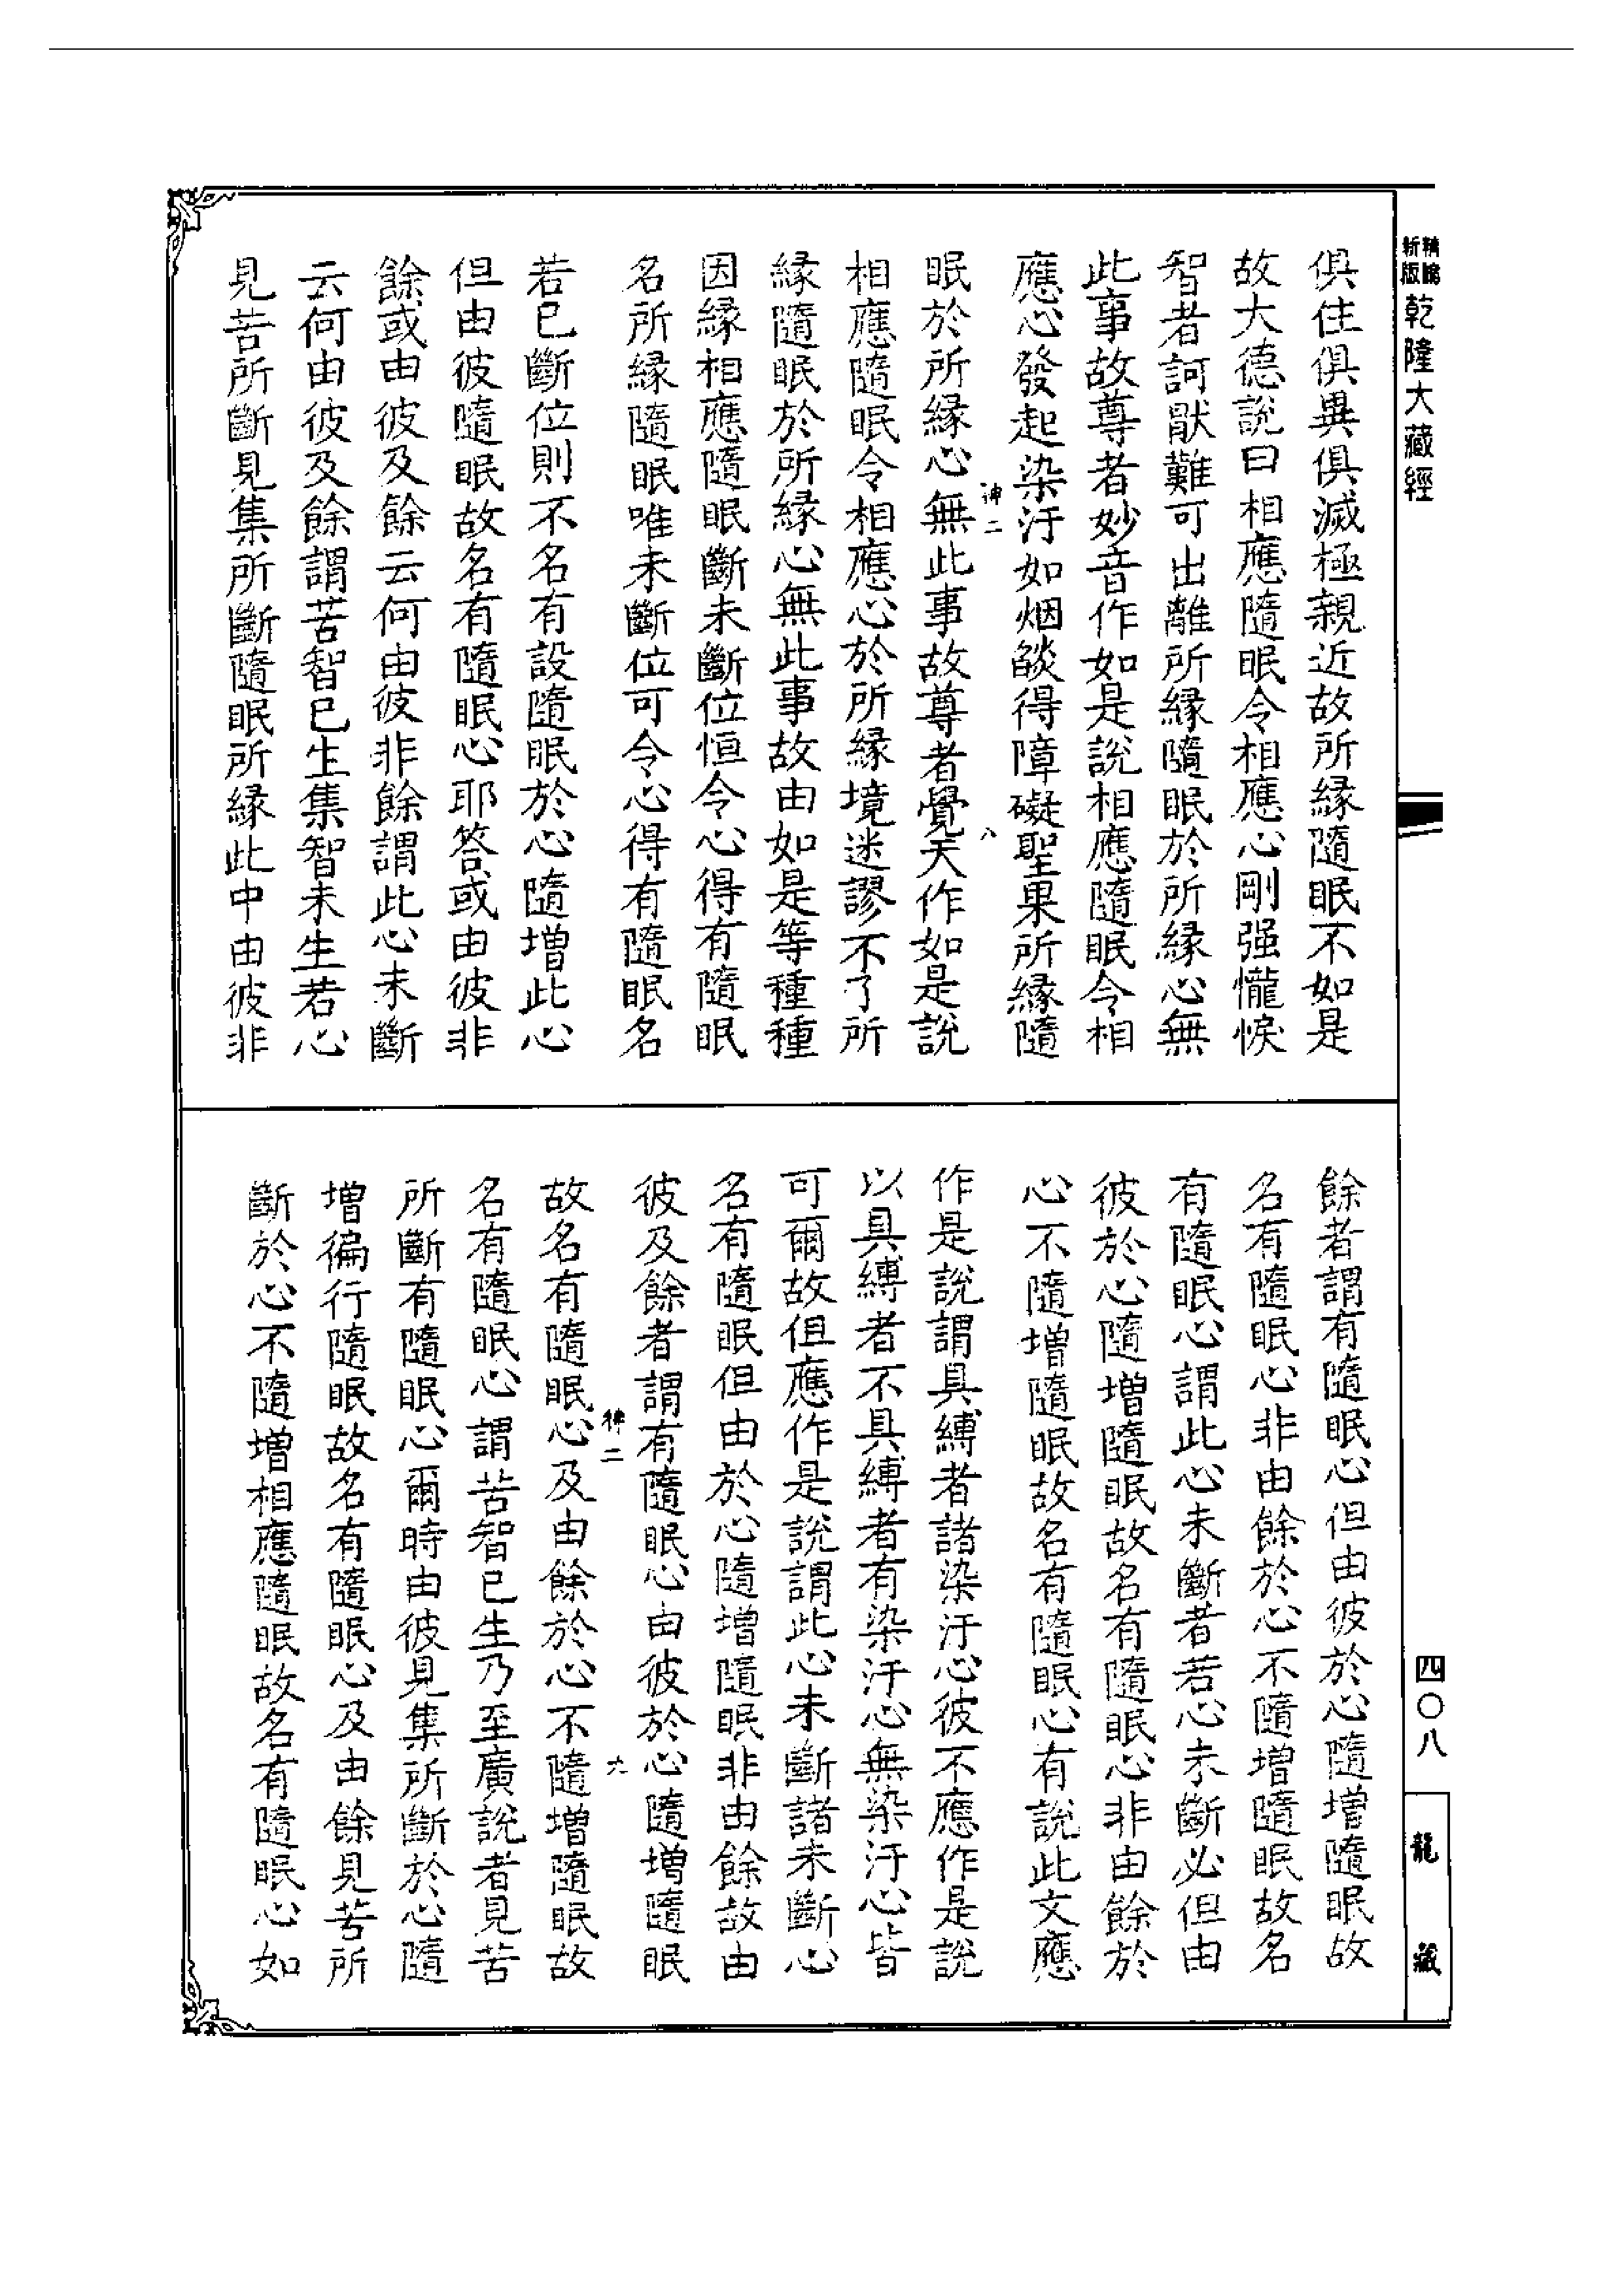 新版 乾隆大藏經
俱住俱異俱滅極親近故所緣隨眠不如是
故大德說曰相應隨眠令相應心剛强𢤱悷
智者訶猒難可出離所緣隨眠於所緣心無
此事故尊者妙音作如是說相應隨眠令相
應心發起染汙如烟𦦨得障礙聖果所緣隨
眠於所緣心無此事故尊者覺天作如是說
相應隨眠令相應心於所緣境迷謬不了所
緣隨眠於所緣心無此事故由如是等種種
因緣相應隨眠斷未斷位恒令心得有隨眠
名所緣隨眠唯未斷位可令心得有隨眠名
若已斷位則不名有設隨眠於心隨增此心
但由彼隨眠故名有隨眠心耶答或由彼非
餘或由彼及餘云何由彼非餘謂此心未斷
云何由彼及餘謂苦智已生集智未生若心
見苦所斷見集所斷隨眠所緣此中由彼非
餘者謂有隨眠心但由彼於心隨增隨眠故
名有隨眠心非由餘於心不隨增隨眠故名
有隨眠心謂此心未斷者若心未斷必但由
彼於心隨增隨眠故名有隨眠心非由餘於
心不隨增隨眠故名有隨眠心有說此文應
作是說謂具縛者諸染汙心彼不應作是說
以具縛者不具縛者有染汙心無染汙心皆
可爾故但應作是說謂此心未斷諸未斷心
名有隨眠但由於心隨增隨眠非由餘故由
彼及餘者謂有隨眠心由彼於心隨增隨眠
故名有隨眠心及由餘於心不隨增隨眠故
名有隨眠心謂苦智已生乃至廣說者見苦
所斷有隨眠心爾時由彼見集所斷於心隨
增徧行隨眠故名有隨眠心及由餘見苦所
斷於心不隨增相應隨眠故名有隨眠心如
四〇八
龍藏